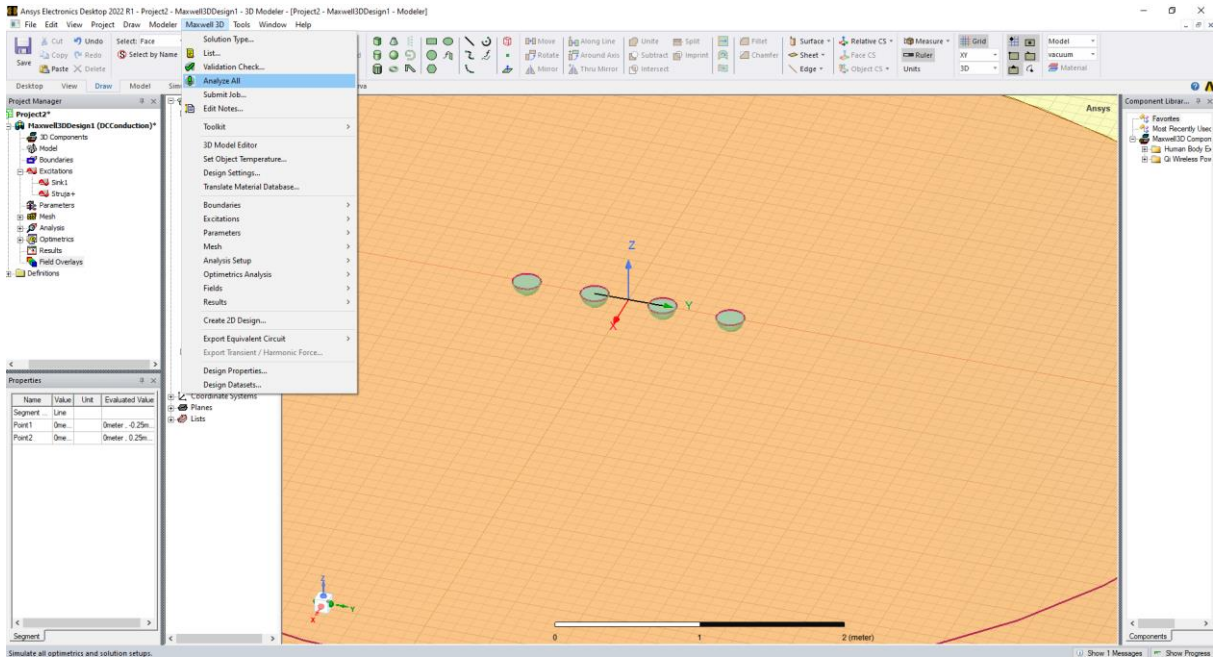 Ansys Electronics Desktop 2022 R1 - Project2 - Maxwell3DDesign1 - 3D Modeler - [Project2 - Maxwell3DDesign1 - Modeler]
File Edit View Project Draw Modeler Maxwell 3D Tools Window Help
Save
Cut Undo Select: Face
Copy Redo Select by Name
Paste Delete
Move Along Line Unite Split Fillet Surface Relative CS Measure Grid Model
Rotate Around Axis Subtract Imprint Chamfer Sheet Face CS Ruler XY vacuum
Mirror Thru Mirror Intersect Edge Object CS Units 3D Material
Desktop View Draw Model
Project Manager
Project2*
Maxwell3DDesign1 (DCConduction)*
3D Components
Model
Boundaries
Excitations
Sink1
Struja+
Parameters
Mesh
Analysis
Optimetrics
Results
Field Overlays
Definitions
Solution Type...
List...
Validation Check...
Analyze All
Submit Job...
Edit Notes...
Toolkit
3D Model Editor
Set Object Temperature...
Design Settings...
Translate Material Database...
Boundaries
Excitations
Parameters
Mesh
Analysis Setup
Optimetrics Analysis
Fields
Results
Create 2D Design...
Export Equivalent Circuit
Export Transient / Harmonic Force...
Design Properties...
Design Datasets...
Coordinate Systems
Planes
Lists
Properties
Name Value Unit Evaluated Value
Segment ... Line
Point1 0me... 0meter , -0.25m...
Point2 0me... 0meter , 0.25m...
Segment
Ansys
Z
Y
X
Z
Y
X
0 1 2 (meter)
Component Librar...
Favorites
Most Recently Used
Maxwell3D Compon
Human Body Ex
Qi Wireless Pow
Components
Simulate all optimetrics and solution setups.
Show 1 Messages Show Progress